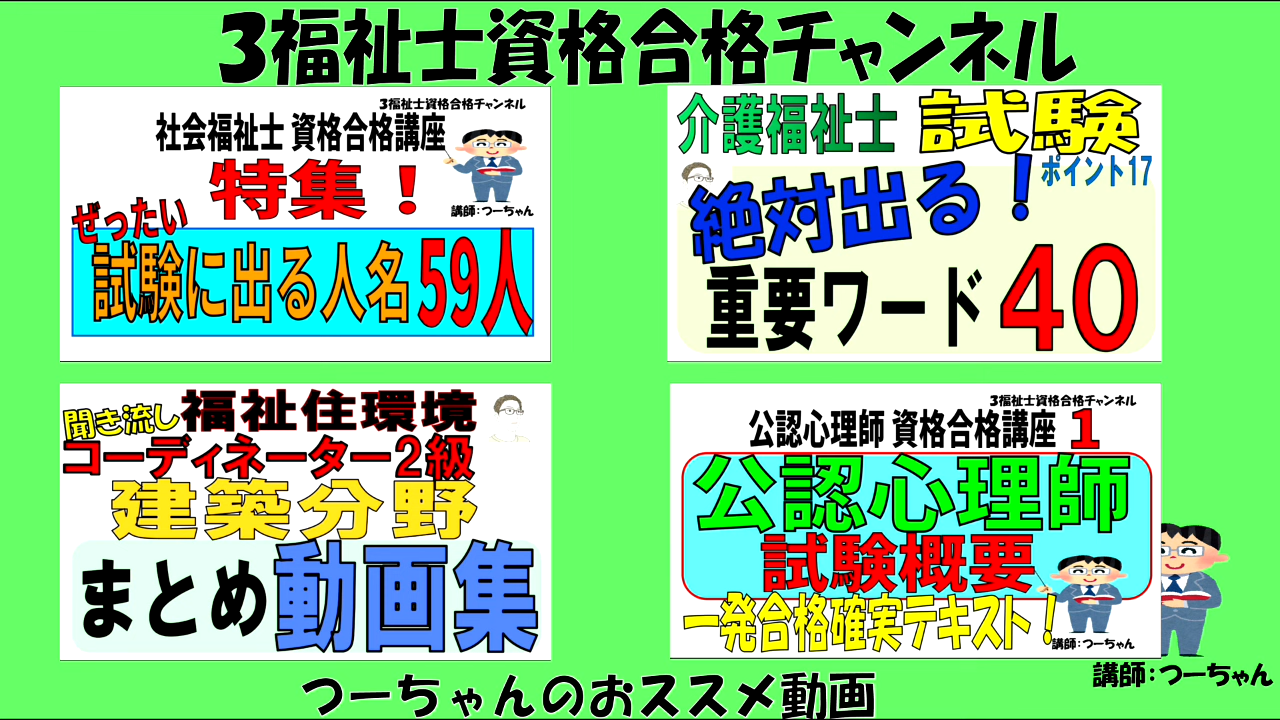 3福祉士資格合格チャンネル
3福祉士資格合格チャンネル
社会福祉士 資格合格講座
特集！
講師：つーちゃん
ぜったい
試験に出る人名59人
介護福祉士 試験
ポイント17
絶対出る！
重要ワード40
聞き流し 福祉住環境
コーディネーター2級
建築分野
まとめ動画集
3福祉士資格合格チャンネル
公認心理師 資格合格講座 1
公認心理師
試験概要
一発合格確実テキスト！
講師：つーちゃん
講師：つーちゃん
つーちゃんのおススメ動画